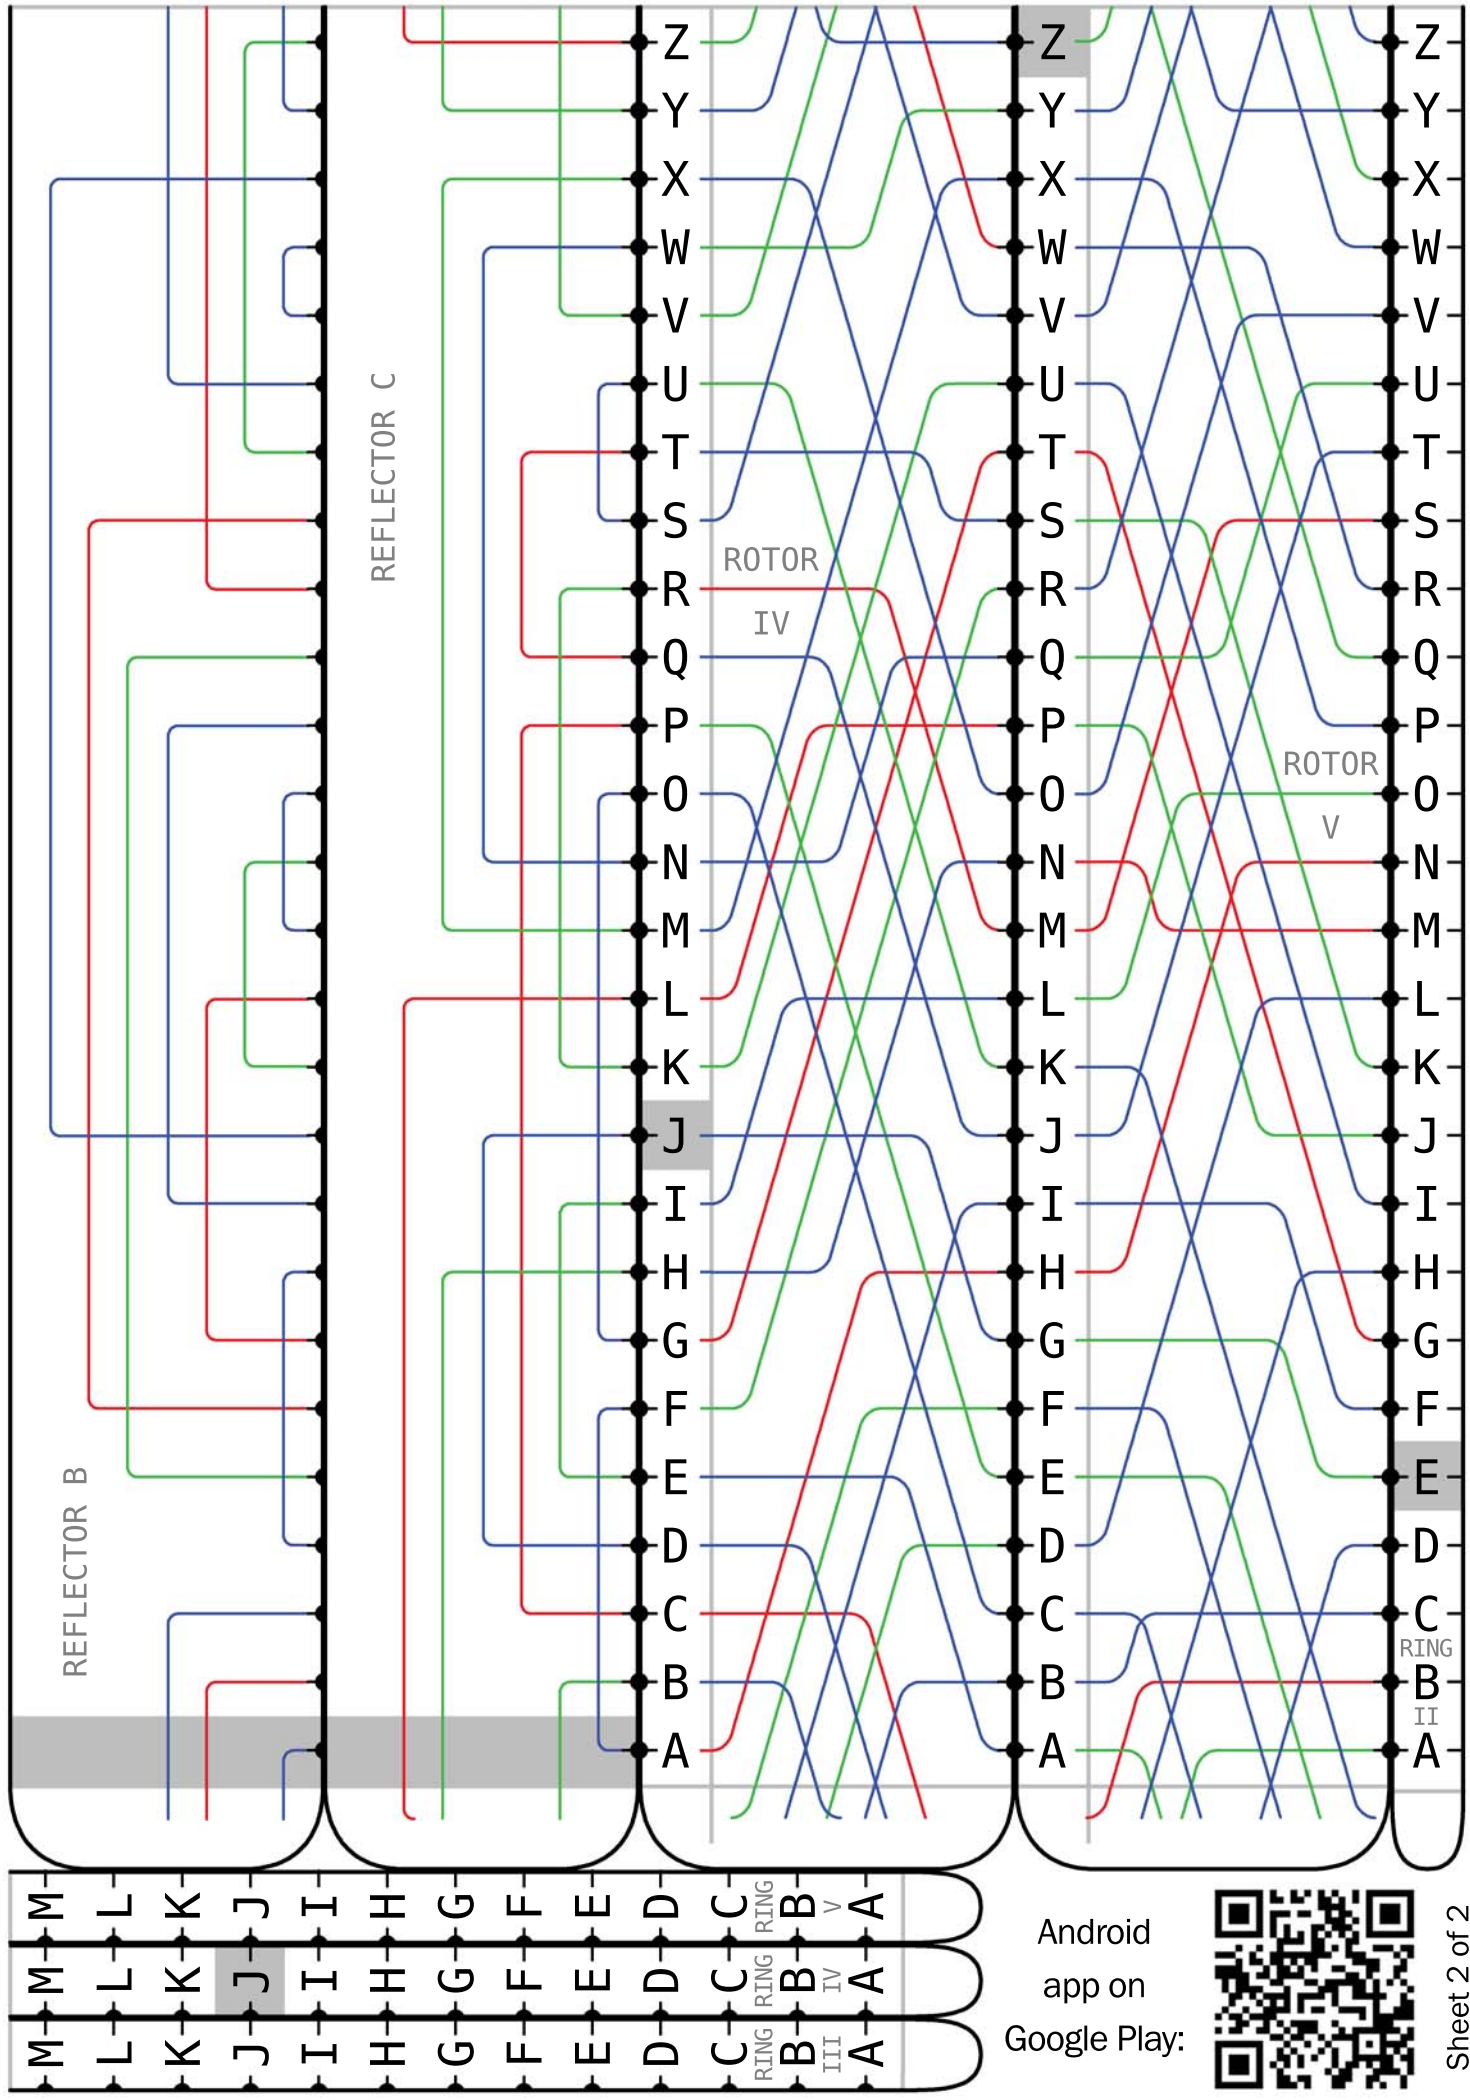 Z Z Z
Y Y Y
X X X
W W W
V V V
U U U
REFLECTOR C
T T T
S S S
ROTOR
R R R
IV
Q Q Q
P P P
ROTOR
O O O
V
N N N
M M M
L L L
K K K
J J J
I I I
H H H
G G G
F F F
REFLECTOR B
E E E
D D D
C C C
RING
B B B
II
A A A
M L K J I H G F E D C RING B V A
M L K J I H G F E D C RING B IV A
M L K J I H G F E D C RING B III A
Android
app on
Google Play:
Sheet 2 of 2